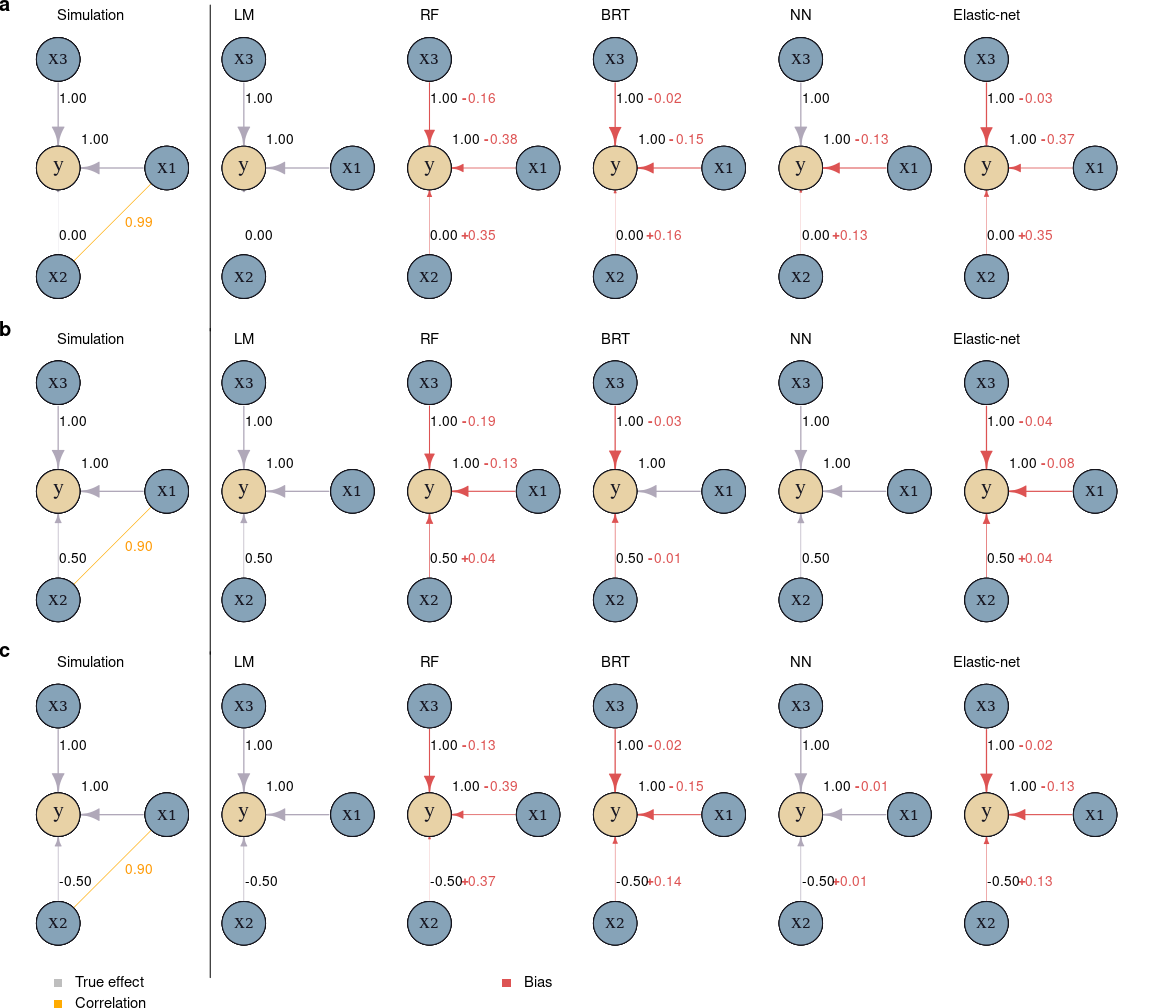 a
Simulation LM RF BRT NN Elastic-net
X3 X3 X3 X3 X3 X3
1.00 1.00 1.00 -0.16 1.00 -0.02 1.00 1.00 -0.03
1.00 1.00 1.00 -0.38 1.00 -0.15 1.00 -0.13 1.00 -0.37
y X1 y X1 y X1 y X1 y X1 y X1
0.99
0.00 0.00 0.00 +0.35 0.00 +0.16 0.00 +0.13 0.00 +0.35
X2 X2 X2 X2 X2 X2
b
Simulation LM RF BRT NN Elastic-net
X3 X3 X3 X3 X3 X3
1.00 1.00 1.00 -0.19 1.00 -0.03 1.00 1.00 -0.04
1.00 1.00 1.00 -0.13 1.00 1.00 1.00 -0.08
y X1 y X1 y X1 y X1 y X1 y X1
0.90
0.50 0.50 0.50 +0.04 0.50 -0.01 0.50 0.50 +0.04
X2 X2 X2 X2 X2 X2
c
Simulation LM RF BRT NN Elastic-net
X3 X3 X3 X3 X3 X3
1.00 1.00 1.00 -0.13 1.00 -0.02 1.00 1.00 -0.02
1.00 1.00 1.00 -0.39 1.00 -0.15 1.00 -0.01 1.00 -0.13
y X1 y X1 y X1 y X1 y X1 y X1
0.90
-0.50 -0.50 -0.50 +0.37 -0.50 +0.14 -0.50 +0.01 -0.50 +0.13
X2 X2 X2 X2 X2 X2
True effect Bias
Correlation